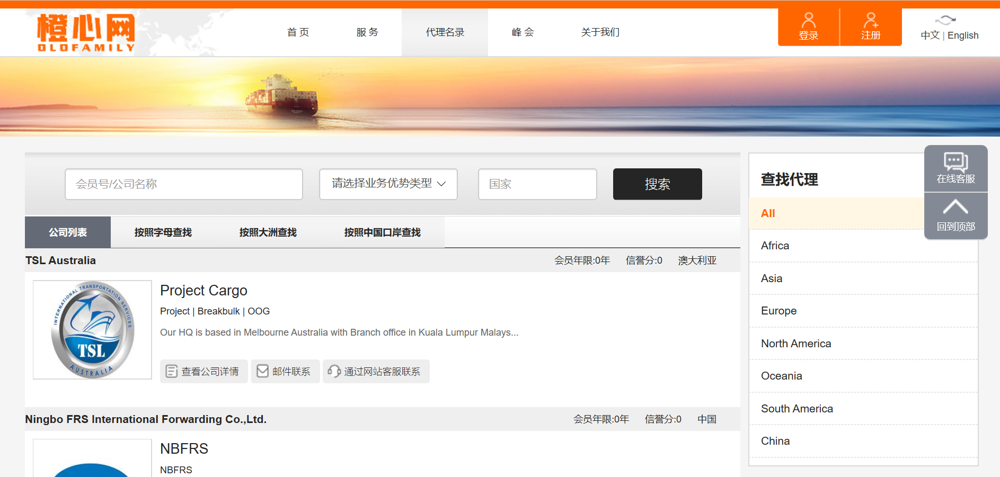 橙心网
OLOFAMILY
首 页
服 务
代理名录
峰 会
关于我们
登录
注册
中文 | English
会员号/公司名称
请选择业务优势类型
国家
搜索
公司列表
按照字母查找
按照大洲查找
按照中国口岸查找
TSL Australia
会员年限:0年 信誉分:0 澳大利亚
INTERNATIONAL TRANSPORTATION SERVICES
TSL
AUSTRALIA
Project Cargo
Project | Breakbulk | OOG
Our HQ is based in Melbourne Australia with Branch office in Kuala Lumpur Malays...
查看公司详情
邮件联系
通过网站客服联系
Ningbo FRS International Forwarding Co.,Ltd.
会员年限:0年 信誉分:0 中国
NBFRS
NBFRS
查找代理
All
Africa
Asia
Europe
North America
Oceania
South America
China
在线客服
回到顶部